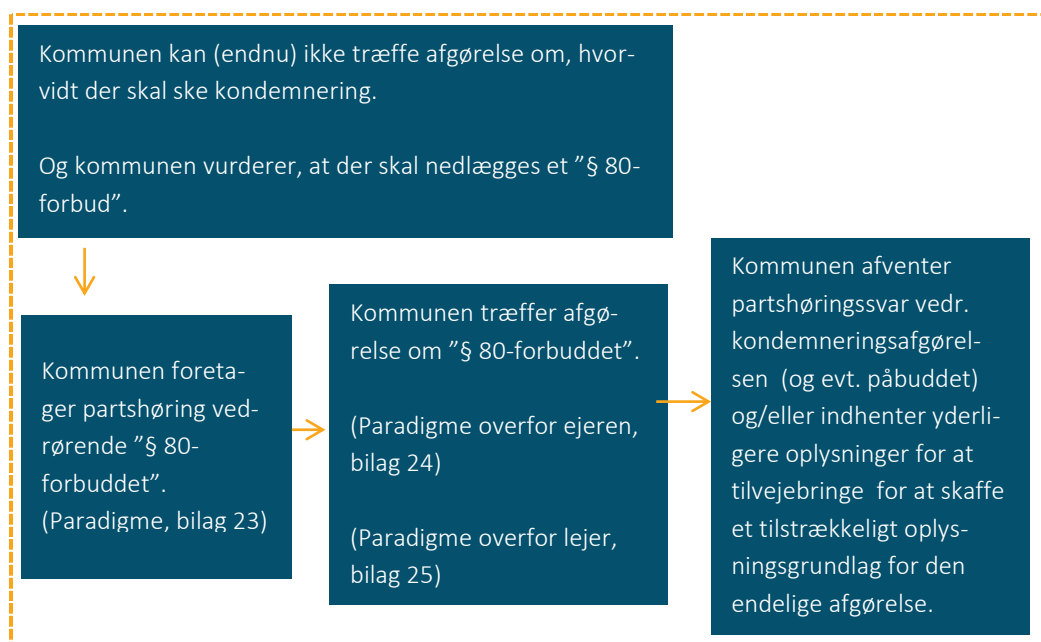 Kommunen kan (endnu) ikke træffe afgørelse om, hvor-
vidt der skal ske kondemnering.
Og kommunen vurderer, at der skal nedlægges et ”§ 80-
forbud”.
Kommunen foreta-
ger partshøring ved-
rørende ”§ 80-
forbuddet”.
(Paradigme, bilag 23)
Kommunen træffer afgø-
relse om ”§ 80-forbuddet”.
(Paradigme overfor ejeren,
bilag 24)
(Paradigme overfor lejer,
bilag 25)
Kommunen afventer
partshøringssvar vedr.
kondemneringsafgørel-
sen (og evt. påbuddet)
og/eller indhenter yderli-
gere oplysninger for at
tilvejebringe for at skaffe
et tilstrækkeligt oplys-
ningsgrundlag for den
endelige afgørelse.